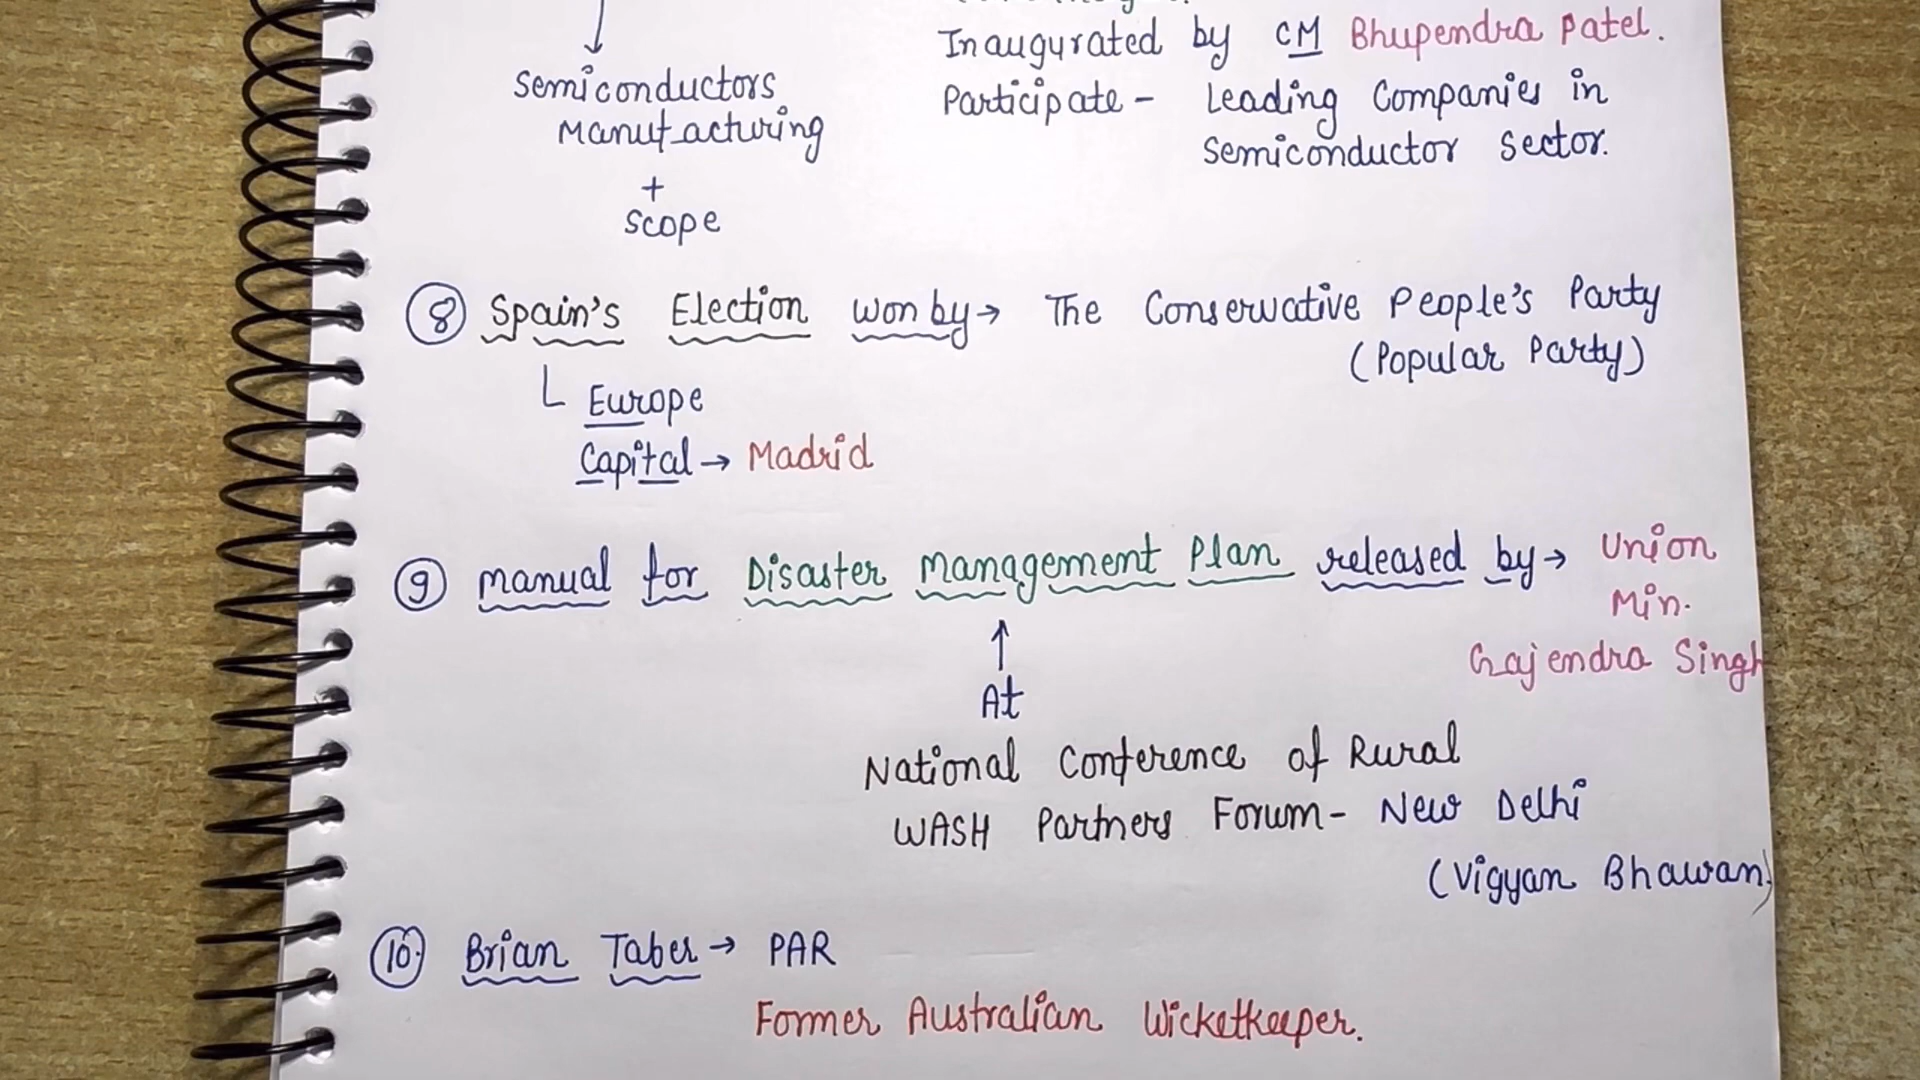 Inaugurated by CM Bhupendra Patel.
Semiconductors
Manufacturing
Participate - Leading Companies in
Semiconductor Sector.
+
Scope
8 Spain's Election won by → The Conservative People's Party
(Popular Party)
Europe
Capital → Madrid
9 Manual for Disaster Management Plan released by → Union
Min.
Gajendra Singh
↑
At
National Conference of Rural
WASH Partners Forum - New Delhi
(Vigyan Bhawan)
10. Brian Taber → PAR
Former Australian Wicketkeeper.